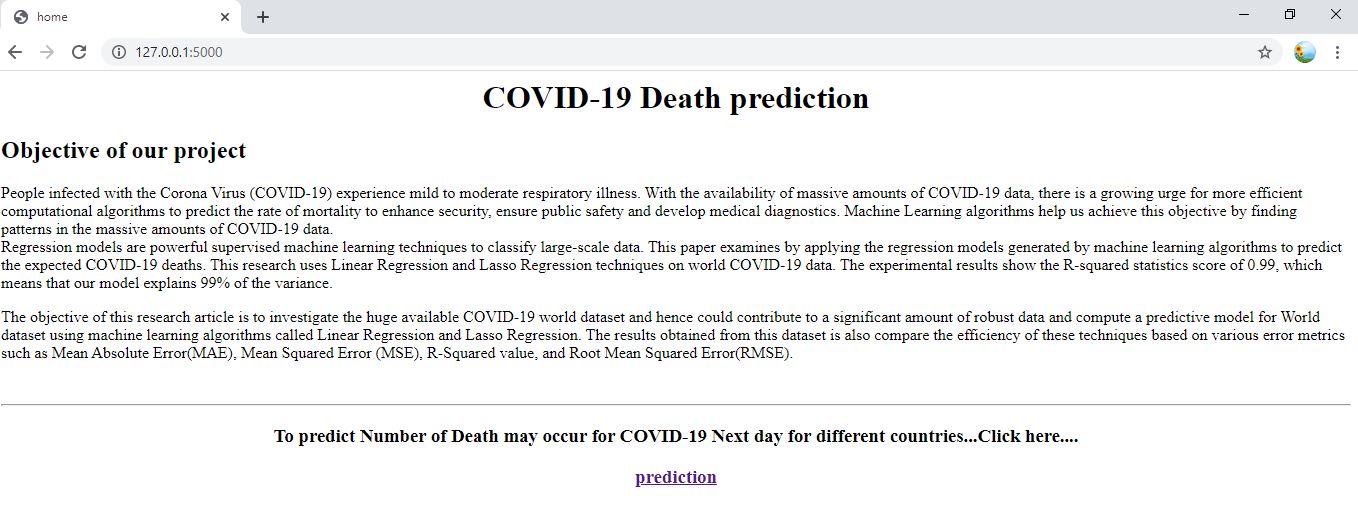 home
127.0.0.1:5000
COVID-19 Death prediction
Objective of our project
People infected with the Corona Virus (COVID-19) experience mild to moderate respiratory illness. With the availability of massive amounts of COVID-19 data, there is a growing urge for more efficient
computational algorithms to predict the rate of mortality to enhance security, ensure public safety and develop medical diagnostics. Machine Learning algorithms help us achieve this objective by finding
patterns in the massive amounts of COVID-19 data.
Regression models are powerful supervised machine learning techniques to classify large-scale data. This paper examines by applying the regression models generated by machine learning algorithms to predict
the expected COVID-19 deaths. This research uses Linear Regression and Lasso Regression techniques on world COVID-19 data. The experimental results show the R-squared statistics score of 0.99, which
means that our model explains 99% of the variance.
The objective of this research article is to investigate the huge available COVID-19 world dataset and hence could contribute to a significant amount of robust data and compute a predictive model for World
dataset using machine learning algorithms called Linear Regression and Lasso Regression. The results obtained from this dataset is also compare the efficiency of these techniques based on various error metrics
such as Mean Absolute Error(MAE), Mean Squared Error (MSE), R-Squared value, and Root Mean Squared Error(RMSE).
To predict Number of Death may occur for COVID-19 Next day for different countries...Click here....
prediction